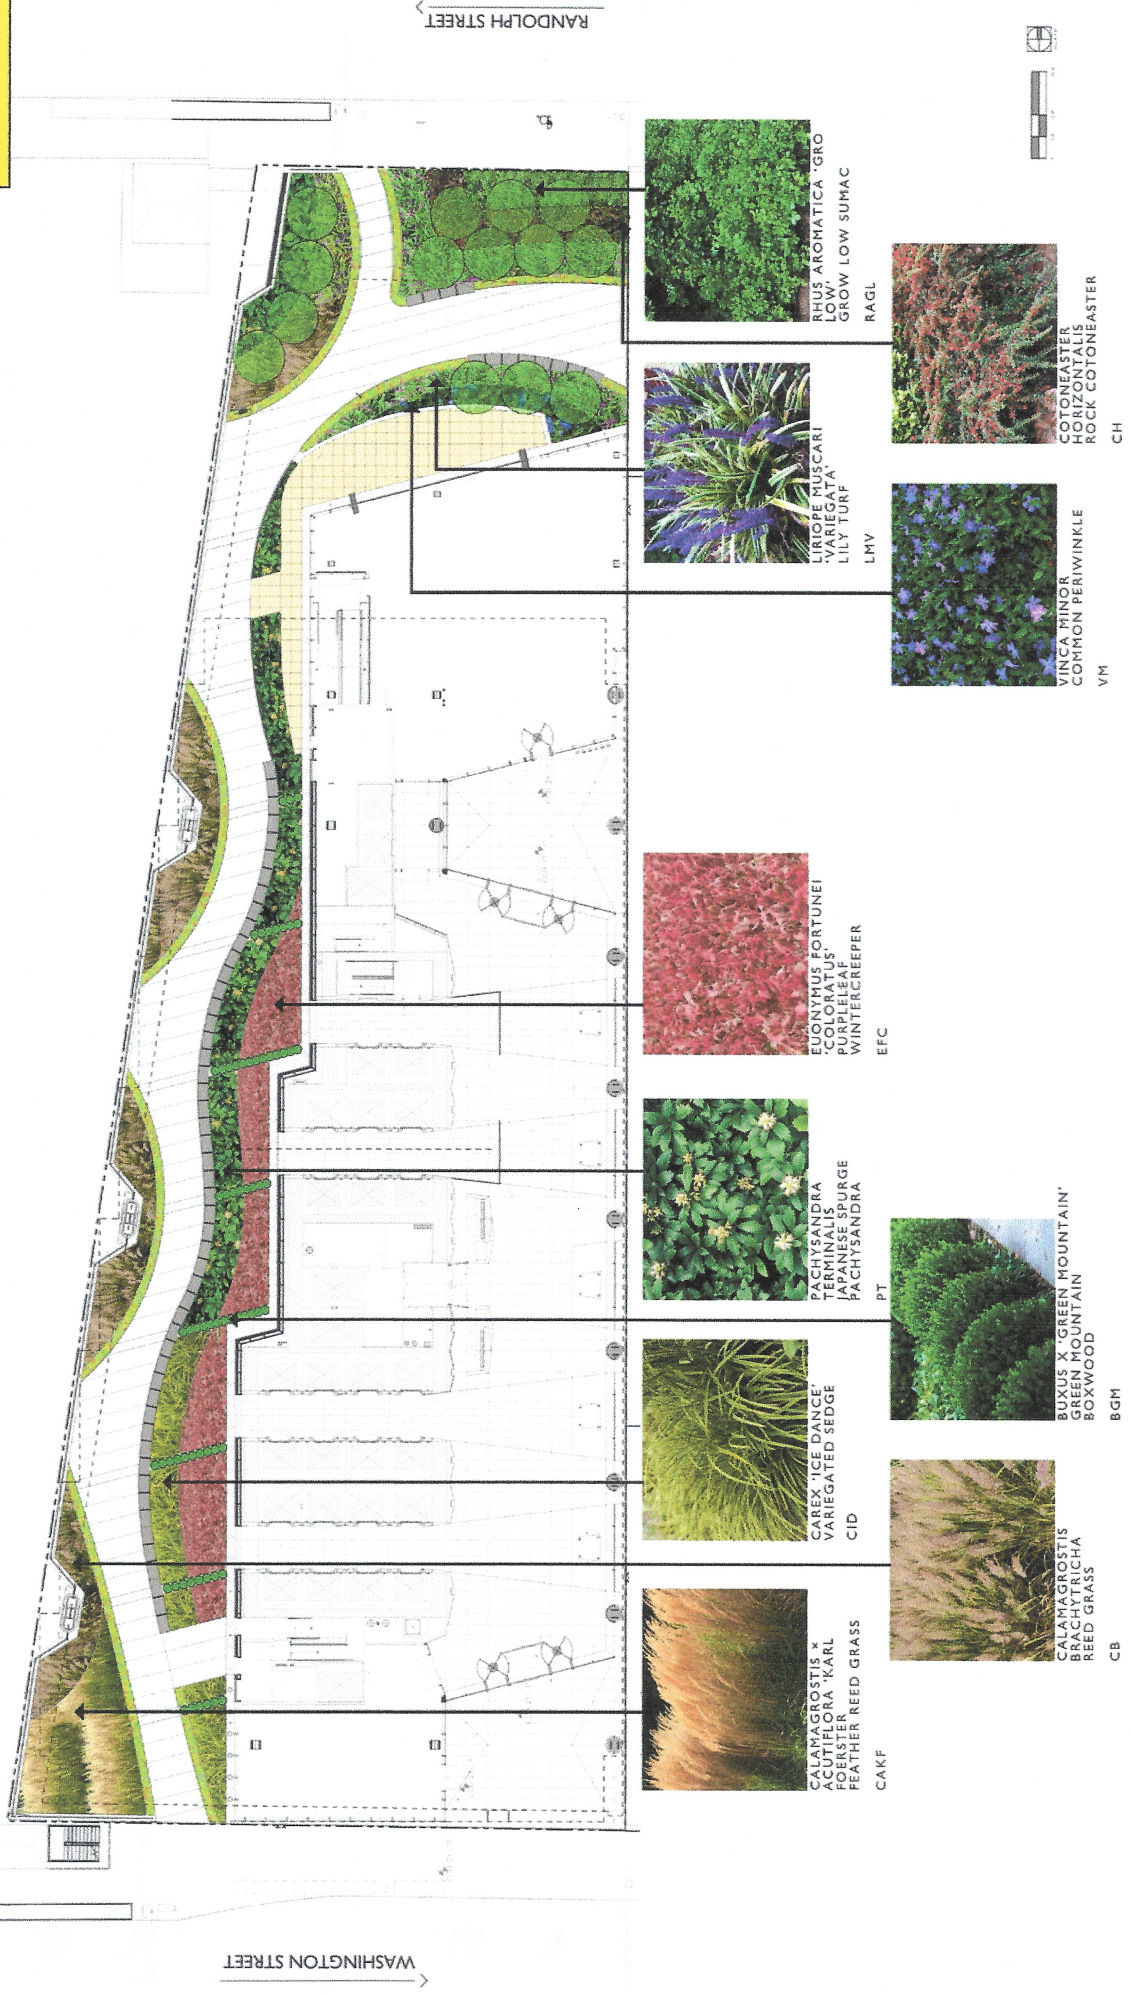 RANDOLPH STREET
WASHINGTON STREET
CALAMAGROSTIS ×
ACUTIFLORA 'KARL
FOERSTER
FEATHER REED GRASS
CAKF
CAREX 'ICE DANCE'
VARIEGATED SEDGE
CID
PACHYSANDRA
TERMINALIS
JAPANESE SPURGE
PACHYSANDRA
PT
EUONYMUS FORTUNEI
'COLORATUS'
PURPLELEAF
WINTERCREEPER
EFC
LIRIOPE MUSCARI
'VARIEGATA'
LILY TURF
LMV
RHUS AROMATICA 'GRO
LOW'
GROW LOW SUMAC
RAGL
CALAMAGROSTIS
BRACHYTRICHA
REED GRASS
CB
BUXUS X 'GREEN MOUNTAIN'
GREEN MOUNTAIN
BOXWOOD
BGM
VINCA MINOR
COMMON PERIWINKLE
VM
COTONEASTER
HORIZONTALIS
ROCK COTONEASTER
CH